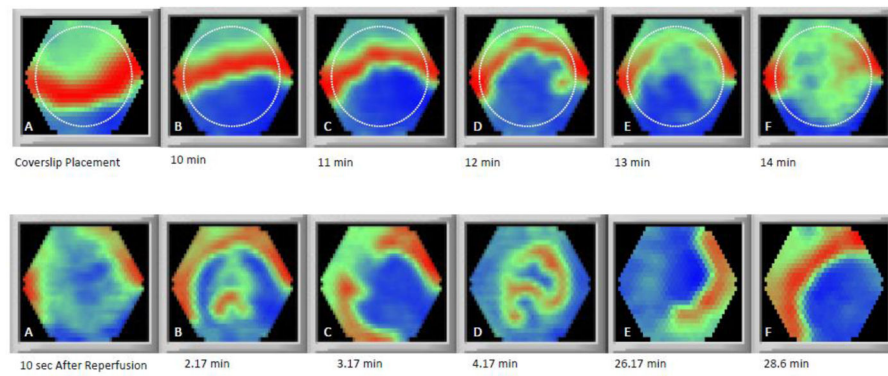 A B C D E F
Coverslip Placement 10 min 11 min 12 min 13 min 14 min
A B C D E F
10 sec After Reperfusion 2.17 min 3.17 min 4.17 min 26.17 min 28.6 min